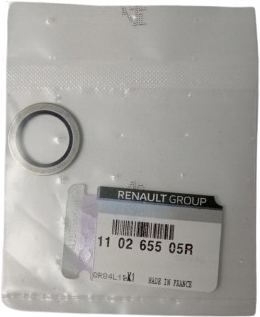 RENAULT GROUP
11 02 655 05R
MADE IN FRANCE